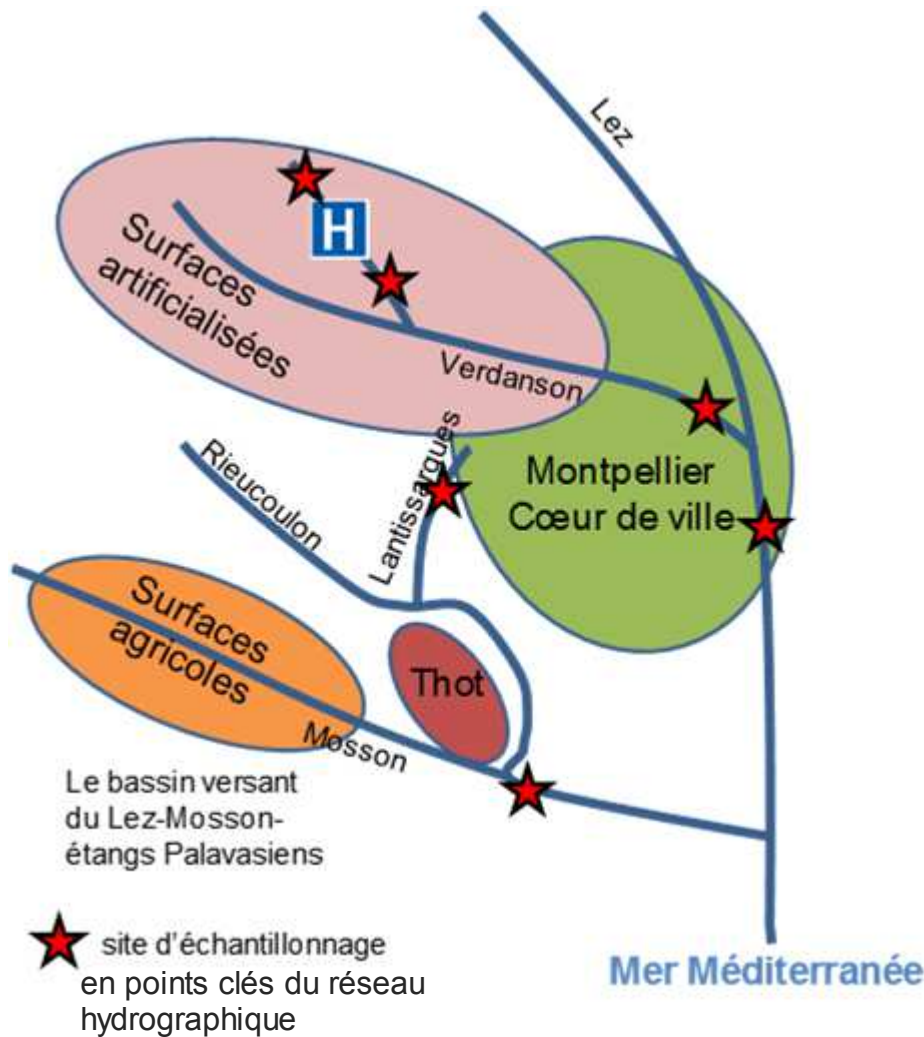 Lez
H
Surfaces
artificialisées
Verdanson
Rieucoulon
Lantissargues
Montpellier
Cœur de ville
Surfaces
agricoles
Thot
Mosson
Le bassin versant
du Lez-Mosson-
étangs Palavasiens
site d'échantillonnage
en points clés du réseau
hydrographique
Mer Méditerranée